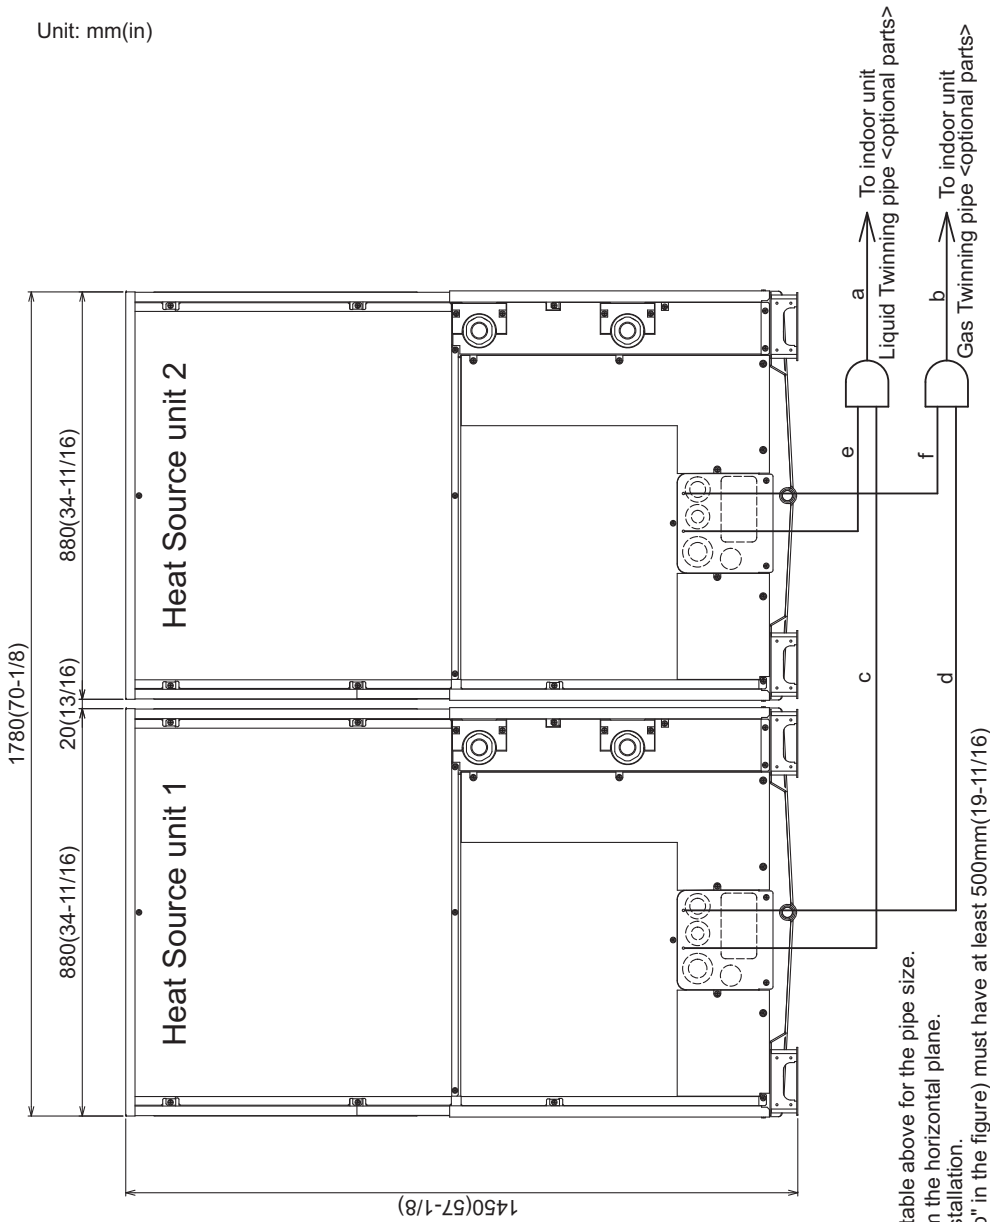 Unit: mm(in)
1780(70-1/8)
880(34-11/16)
20(13/16)
880(34-11/16)
1450(57-1/8)
Heat Source unit 1
Heat Source unit 2
e
a
To indoor unit
Liquid Twinning pipe <optional parts>
c
f
b
To indoor unit
Gas Twinning pipe <optional parts>
d
table above for the pipe size.
the horizontal plane.
in the figure) must have at least 500mm(19-11/16)